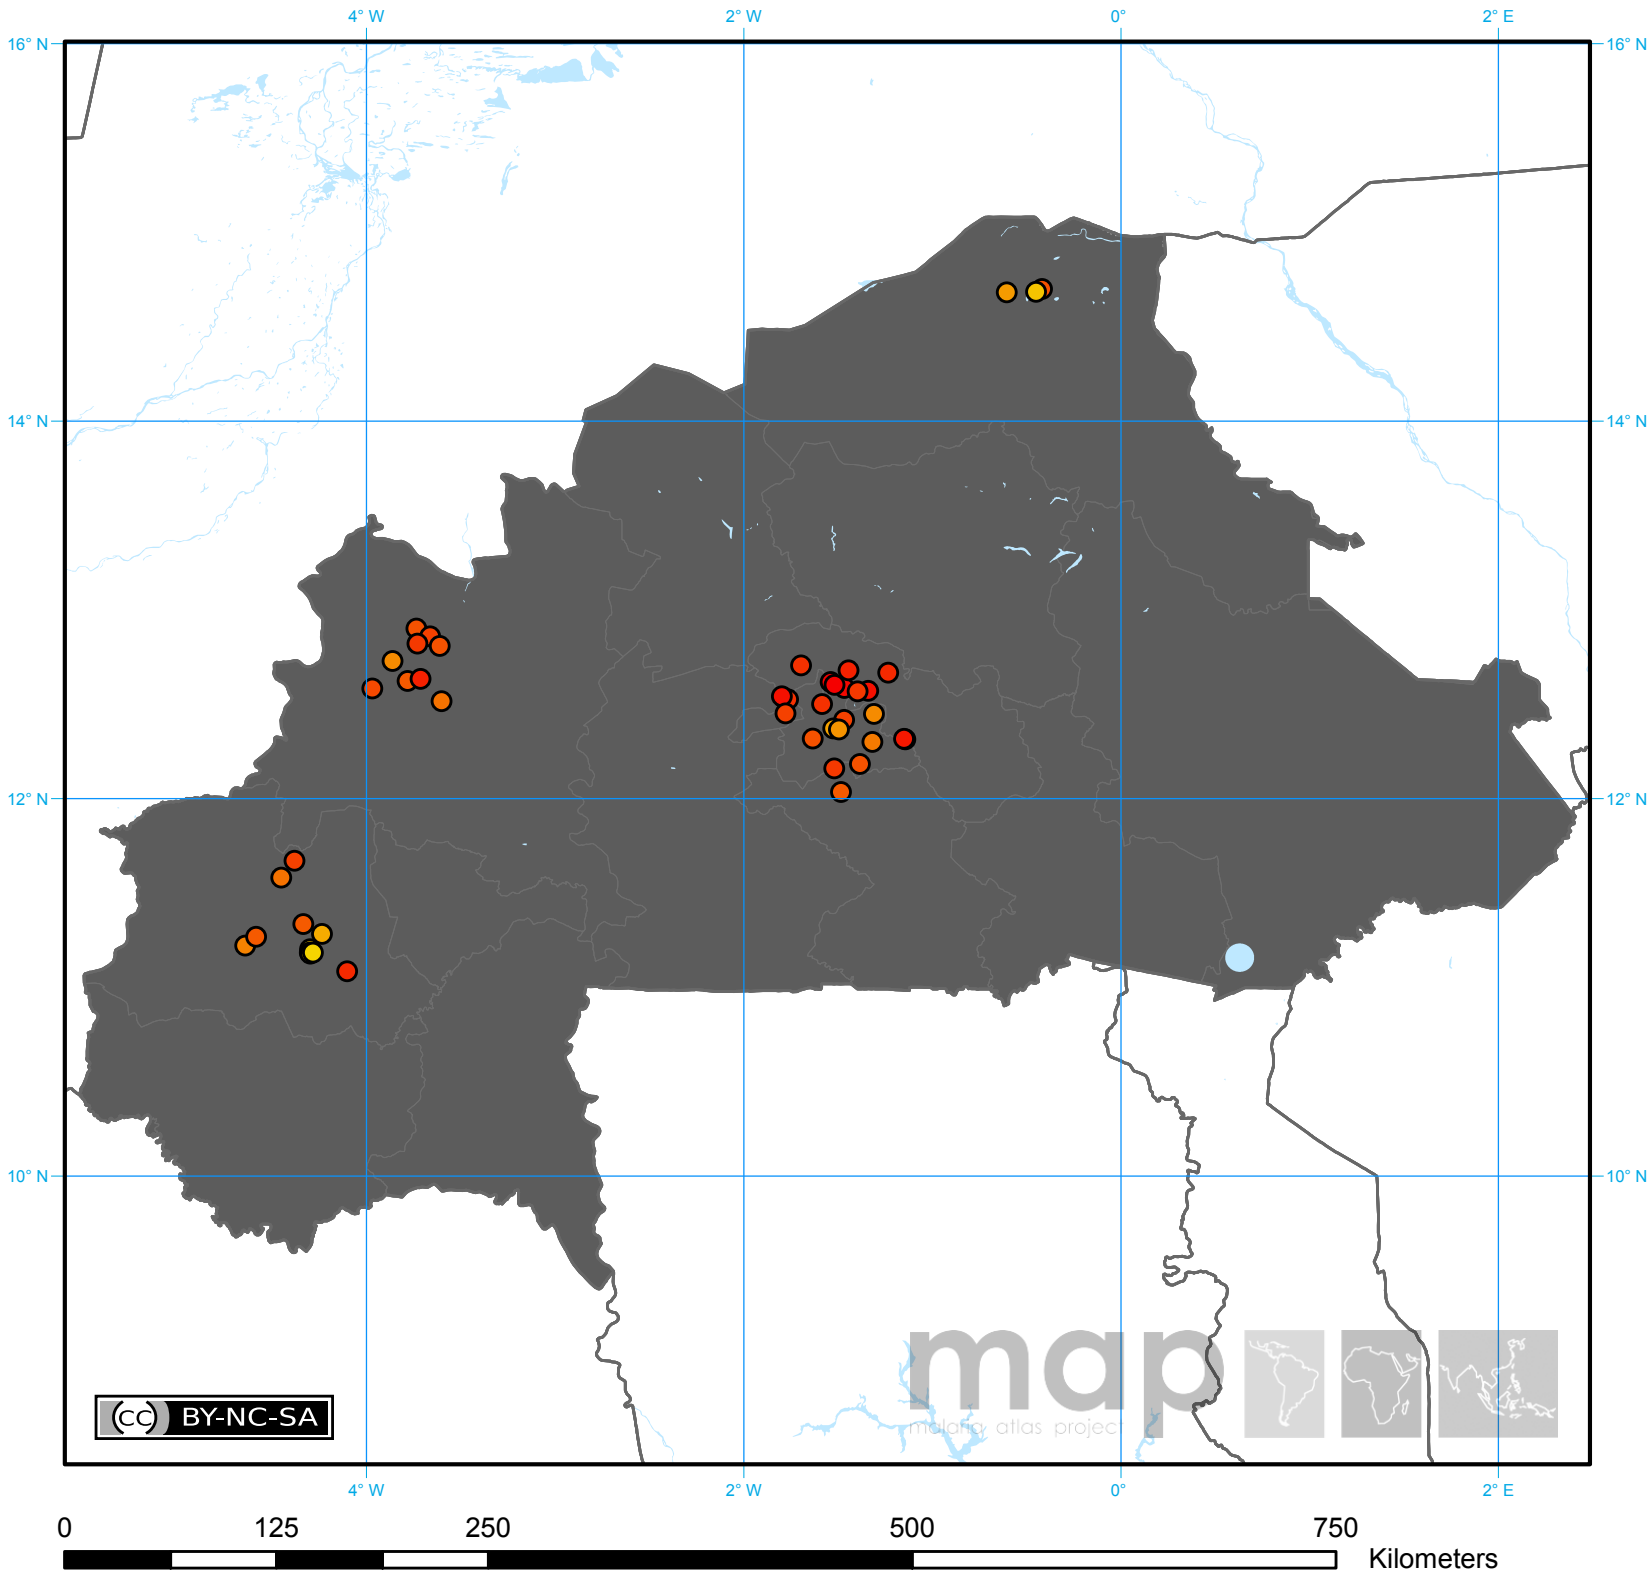 4° W 2° W 0° 2° E
16° N 16° N
14° N 14° N
12° N 12° N
10° N 10° N
map
malaria atlas project
cc BY-NC-SA
4° W 2° W 0° 2° E
0 125 250 500 750
Kilometers